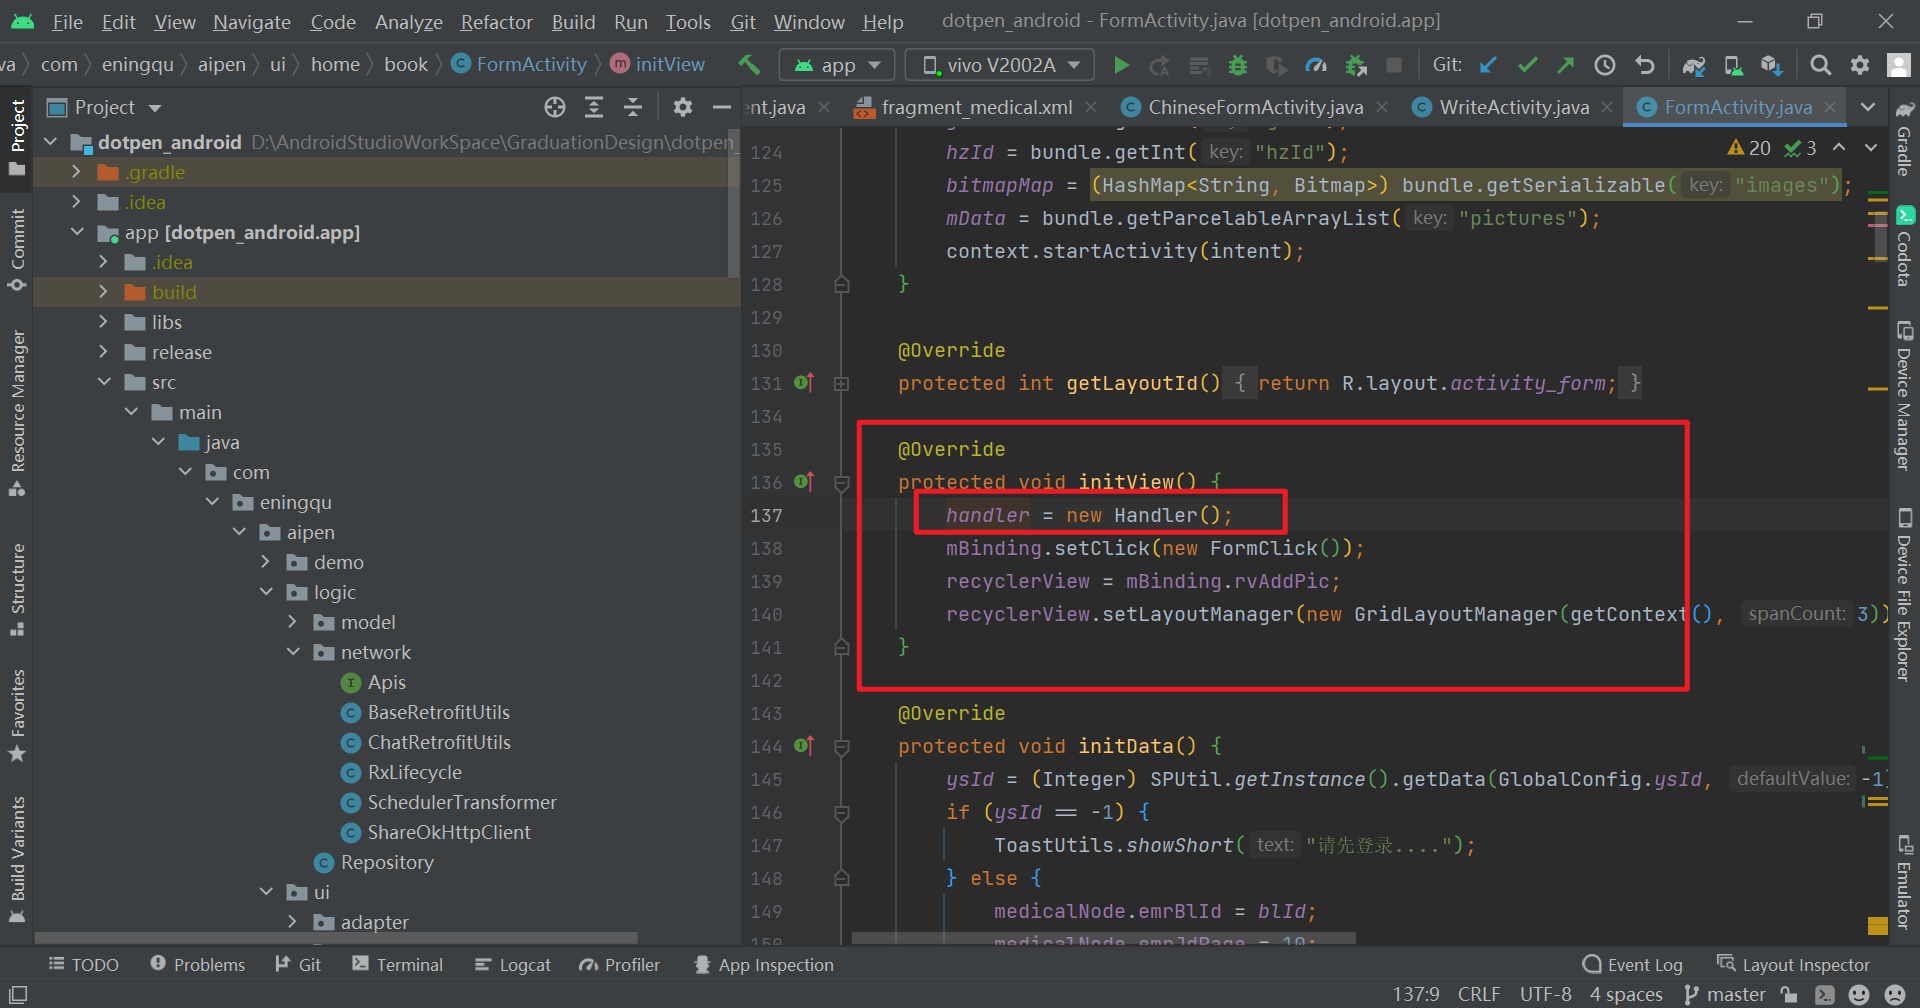 File Edit View Navigate Code Analyze Refactor Build Run Tools Git Window Help dotpen_android - FormActivity.java [dotpen_android.app]
va com eningqu aipen ui home book FormActivity initView app vivo V2002A Git:
Project
ent.java fragment_medical.xml ChineseFormActivity.java WriteActivity.java FormActivity.java
Project
Commit
Resource Manager
Structure
Favorites
Build Variants
dotpen_android D:\AndroidStudioWorkSpace\GraduationDesign\dotpen_
.gradle
.idea
app [dotpen_android.app]
.idea
build
libs
release
src
main
java
com
eningqu
aipen
demo
logic
model
network
Apis
BaseRetrofitUtils
ChatRetrofitUtils
RxLifecycle
SchedulerTransformer
ShareOkHttpClient
Repository
ui
adapter
20 3
124 hzId = bundle.getInt( key: "hzId");
125 bitmapMap = (HashMap<String, Bitmap>) bundle.getSerializable( key: "images");
126 mData = bundle.getParcelableArrayList( key: "pictures");
127 context.startActivity(intent);
128 }
129
130 @Override
131 protected int getLayoutId() { return R.layout.activity_form; }
134
135 @Override
136 protected void initView() {
137 handler = new Handler();
138 mBinding.setClick(new FormClick());
139 recyclerView = mBinding.rvAddPic;
140 recyclerView.setLayoutManager(new GridLayoutManager(getContext(), spanCount: 3))
141 }
142
143 @Override
144 protected void initData() {
145 ysId = (Integer) SPUtil.getInstance().getData(GlobalConfig.ysId, defaultValue: -1)
146 if (ysId == -1) {
147 ToastUtils.showShort( text: "请先登录....");
148 } else {
149 medicalNode.emrBlId = blId;
150 medicalNode.empJdPage = 10;
Gradle
Codota
Device Manager
Device File Explorer
Emulator
TODO Problems Git Terminal Logcat Profiler App Inspection Event Log Layout Inspector
137:9 CRLF UTF-8 4 spaces master